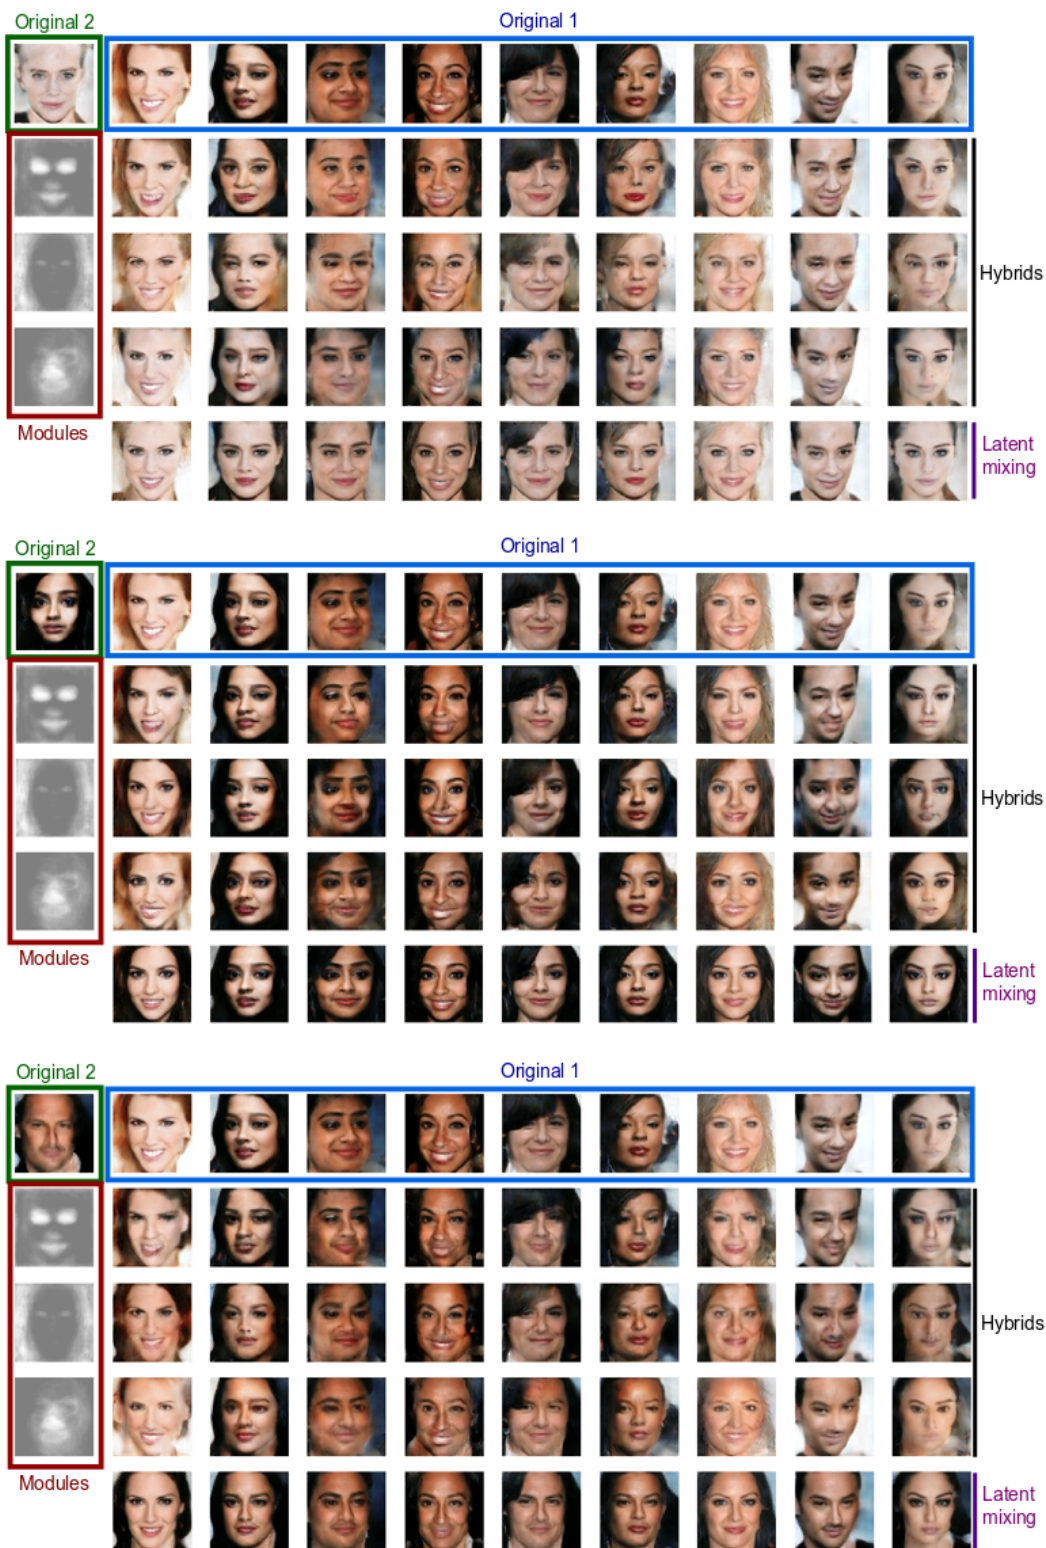 Original 2
Original 1
Hybrids
Modules
Latent
mixing
Original 2
Original 1
Hybrids
Modules
Latent
mixing
Original 2
Original 1
Hybrids
Modules
Latent
mixing